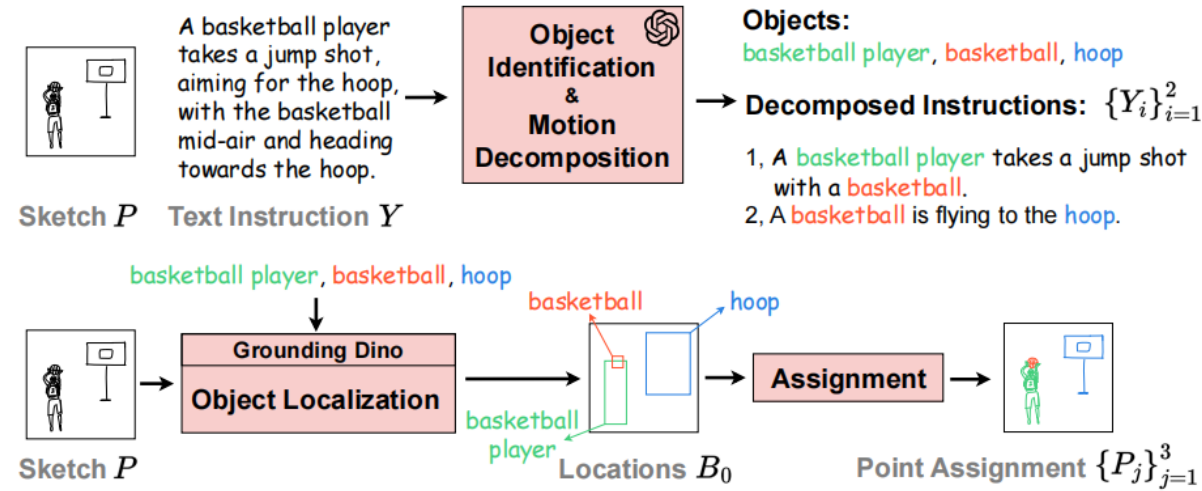 A basketball player
takes a jump shot,
aiming for the hoop,
with the basketball
mid-air and heading
towards the hoop.
Sketch P
Text Instruction Y
Object
Identification
&
Motion
Decomposition
Objects:
basketball player, basketball, hoop
Decomposed Instructions: {Y_i}_{i=1}^2
1, A basketball player takes a jump shot
with a basketball.
2, A basketball is flying to the hoop.
basketball player, basketball, hoop
Grounding Dino
Object Localization
basketball
hoop
basketball
player
Assignment
Sketch P
Locations B_0
Point Assignment {P_j}_{j=1}^3